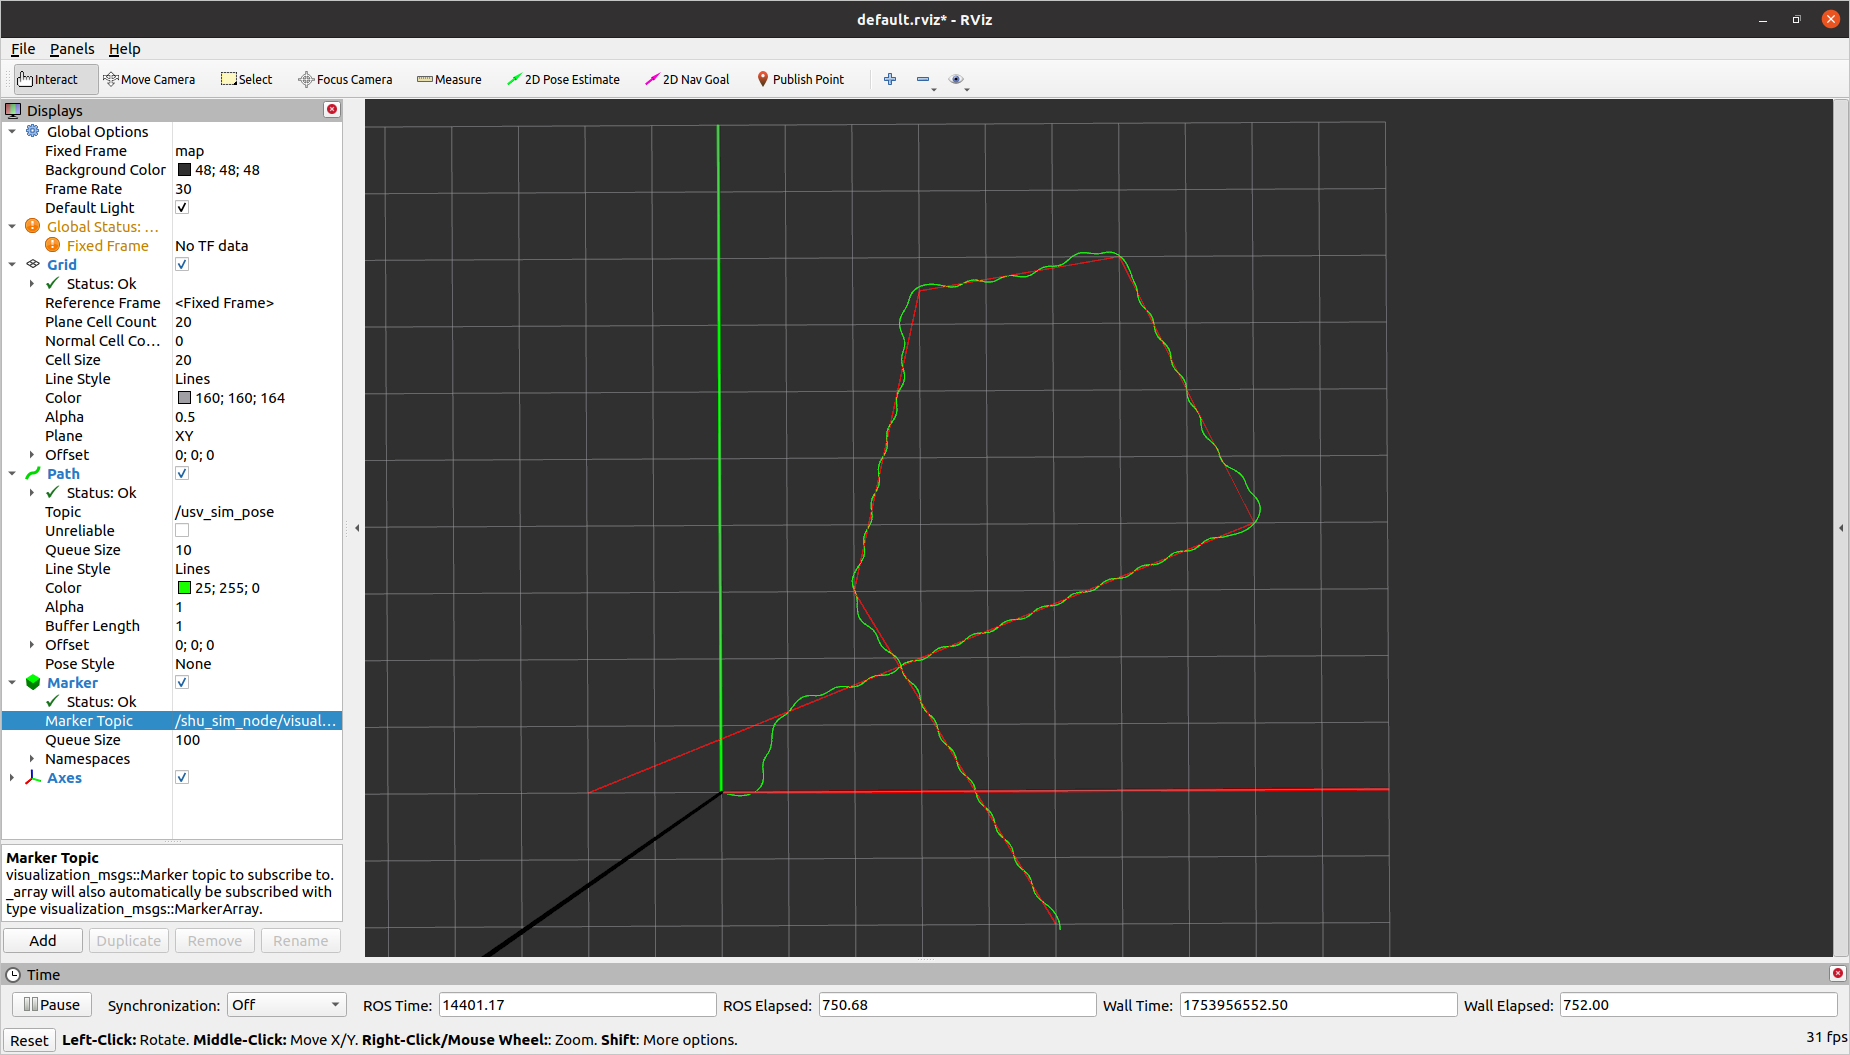 default.rviz* - RViz
File Panels Help
Interact Move Camera Select Focus Camera Measure 2D Pose Estimate 2D Nav Goal Publish Point
Displays
Global Options
Fixed Frame map
Background Color 48; 48; 48
Frame Rate 30
Default Light
Global Status: ...
Fixed Frame No TF data
Grid
Status: Ok
Reference Frame <Fixed Frame>
Plane Cell Count 20
Normal Cell Co... 0
Cell Size 20
Line Style Lines
Color 160; 160; 164
Alpha 0.5
Plane XY
Offset 0; 0; 0
Path
Status: Ok
Topic /usv_sim_pose
Unreliable
Queue Size 10
Line Style Lines
Color 25; 255; 0
Alpha 1
Buffer Length 1
Offset 0; 0; 0
Pose Style None
Marker
Status: Ok
Marker Topic /shu_sim_node/visual...
Queue Size 100
Namespaces
Axes
Marker Topic
visualization_msgs::Marker topic to subscribe to.
_array will also automatically be subscribed with
type visualization_msgs::MarkerArray.
Add Duplicate Remove Rename
Time
Pause Synchronization: Off ROS Time: 14401.17 ROS Elapsed: 750.68 Wall Time: 1753956552.50 Wall Elapsed: 752.00
Reset Left-Click: Rotate. Middle-Click: Move X/Y. Right-Click/Mouse Wheel:: Zoom. Shift: More options. 31 fps